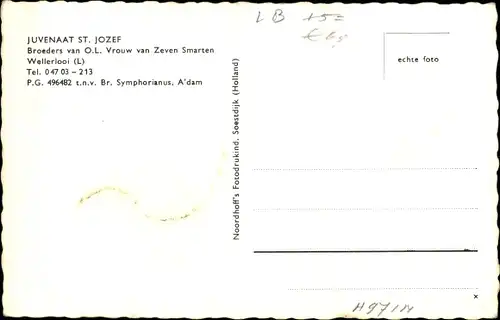 JUVENAAT ST. JOZEF
Broeders van O.L. Vrouw van Zeven Smarten
Wellerlooi (L)
Tel. 04703 – 213
P.G. 496482 t.n.v. Br. Symphorianus, A'dam
Noordhoff's Fotodrukind. Soestdijk (Holland)
LB 15=
echte foto
x